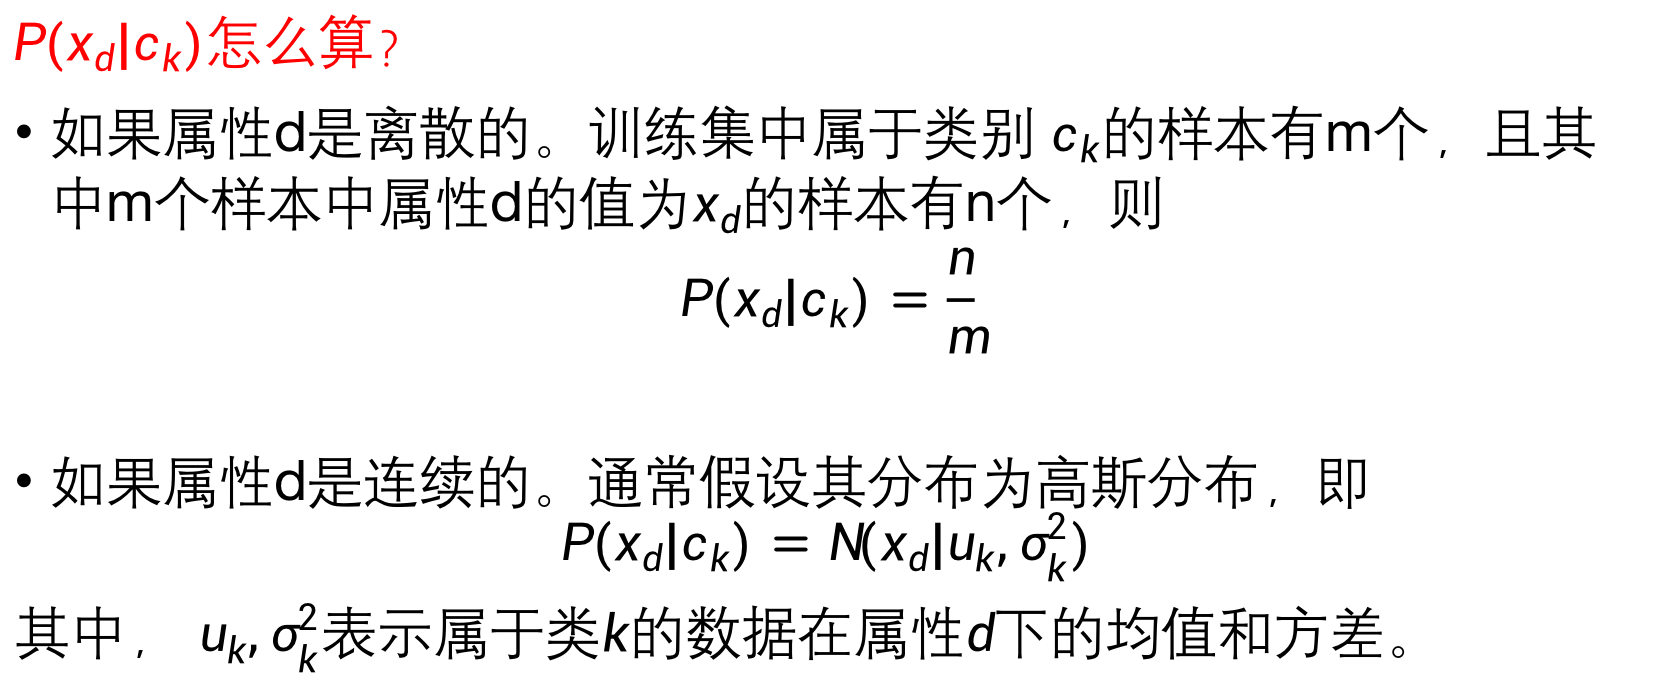 P(x_d|c_k)怎么算?
• 如果属性d是离散的。训练集中属于类别 c_k的样本有m个，且其
中m个样本中属性d的值为x_d的样本有n个，则
P(x_d|c_k) = n/m
• 如果属性d是连续的。通常假设其分布为高斯分布，即
P(x_d|c_k) = N(x_d|u_k, σ_k^2)
其中， u_k, σ_k^2表示属于类k的数据在属性d下的均值和方差。